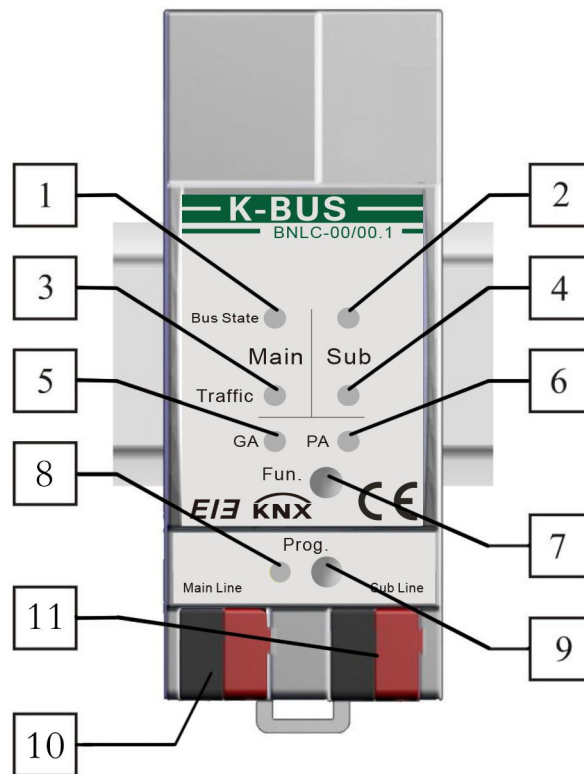 K-BUS
BNLC-00/00.1
1
2
3
Bus State
4
Main Sub
5
Traffic
6
GA PA
8
Fun.
EIB KNX CE
7
Prog.
11
Main Line
Sub Line
9
10